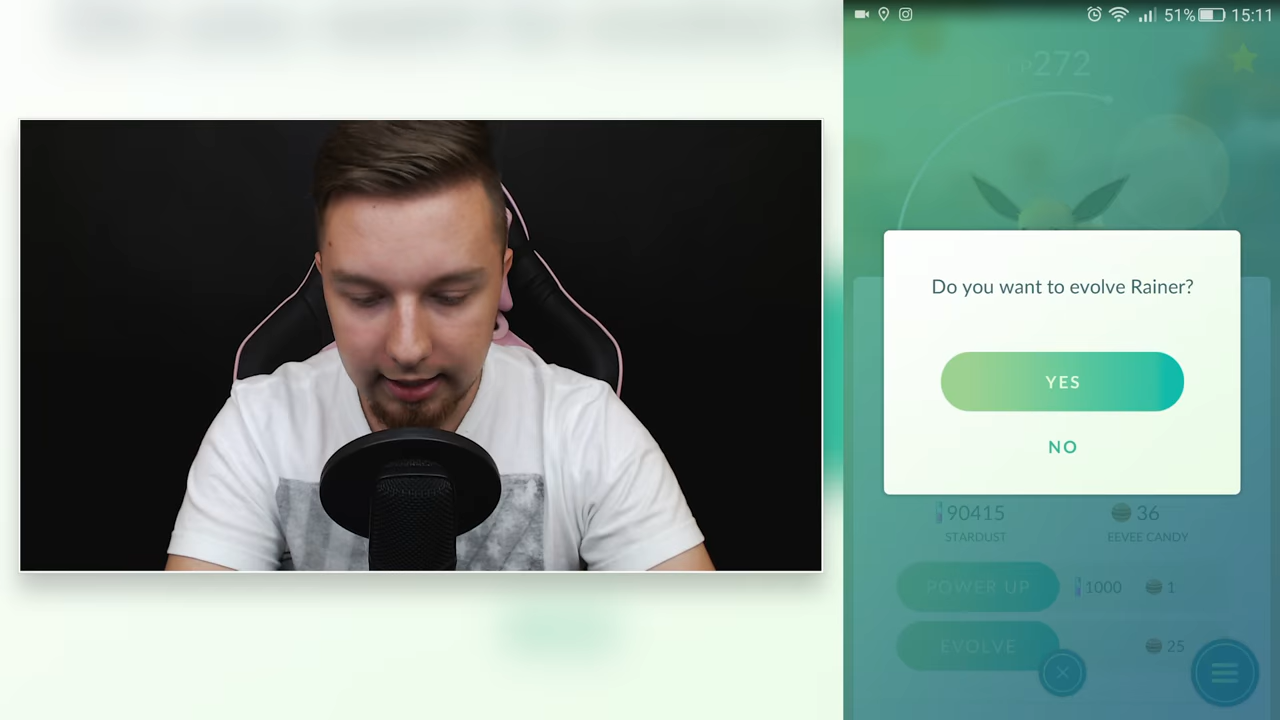 51% 15:11
CP272
Do you want to evolve Rainer?
YES
NO
90415 36
STARDUST EEVEE CANDY
POWER UP 1000 1
EVOLVE 25